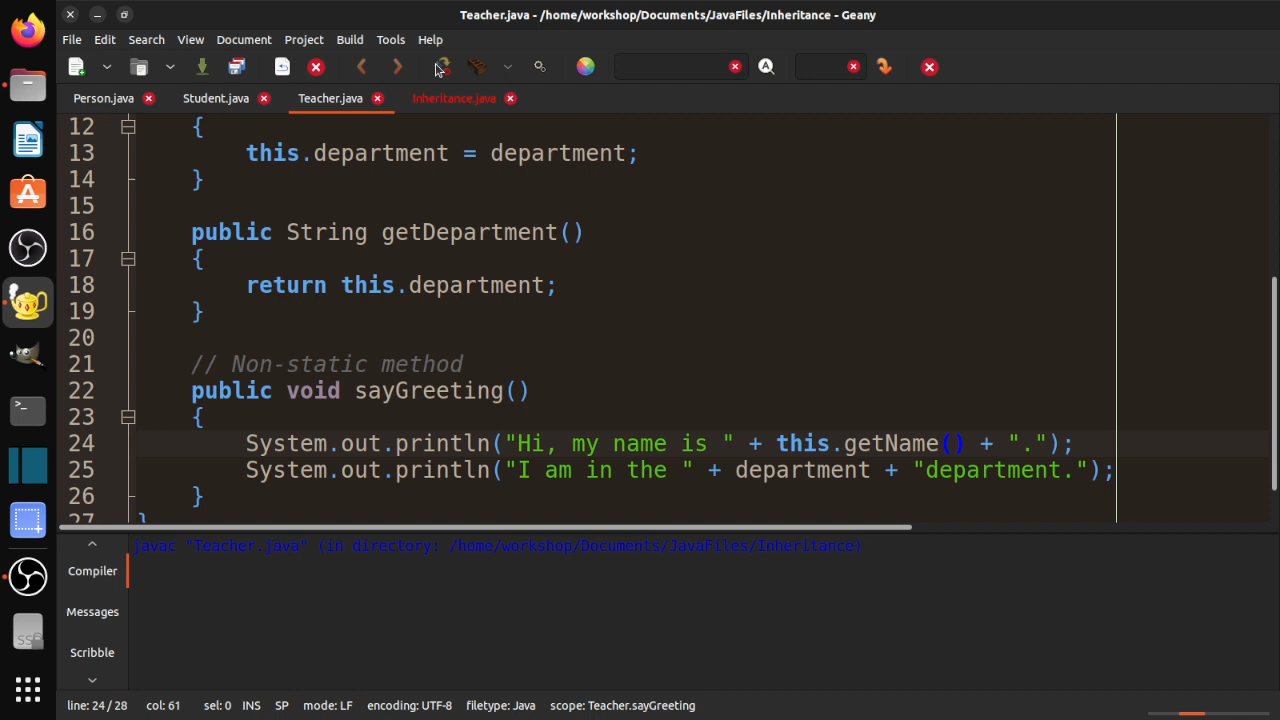 Teacher.java - /home/workshop/Documents/JavaFiles/Inheritance - Geany
File Edit Search View Document Project Build Tools Help
Person.java Student.java Teacher.java Inheritance.java
12 {
13 this.department = department;
14 }
15
16 public String getDepartment()
17 {
18 return this.department;
19 }
20
21 // Non-static method
22 public void sayGreeting()
23 {
24 System.out.println("Hi, my name is " + this.getName() + ".");
25 System.out.println("I am in the " + department + "department.");
26 }
27 }
javac "Teacher.java" (in directory: /home/workshop/Documents/JavaFiles/Inheritance)
Compiler
Messages
Scribble
line: 24 / 28 col: 61 sel: 0 INS SP mode: LF encoding: UTF-8 filetype: Java scope: Teacher.sayGreeting